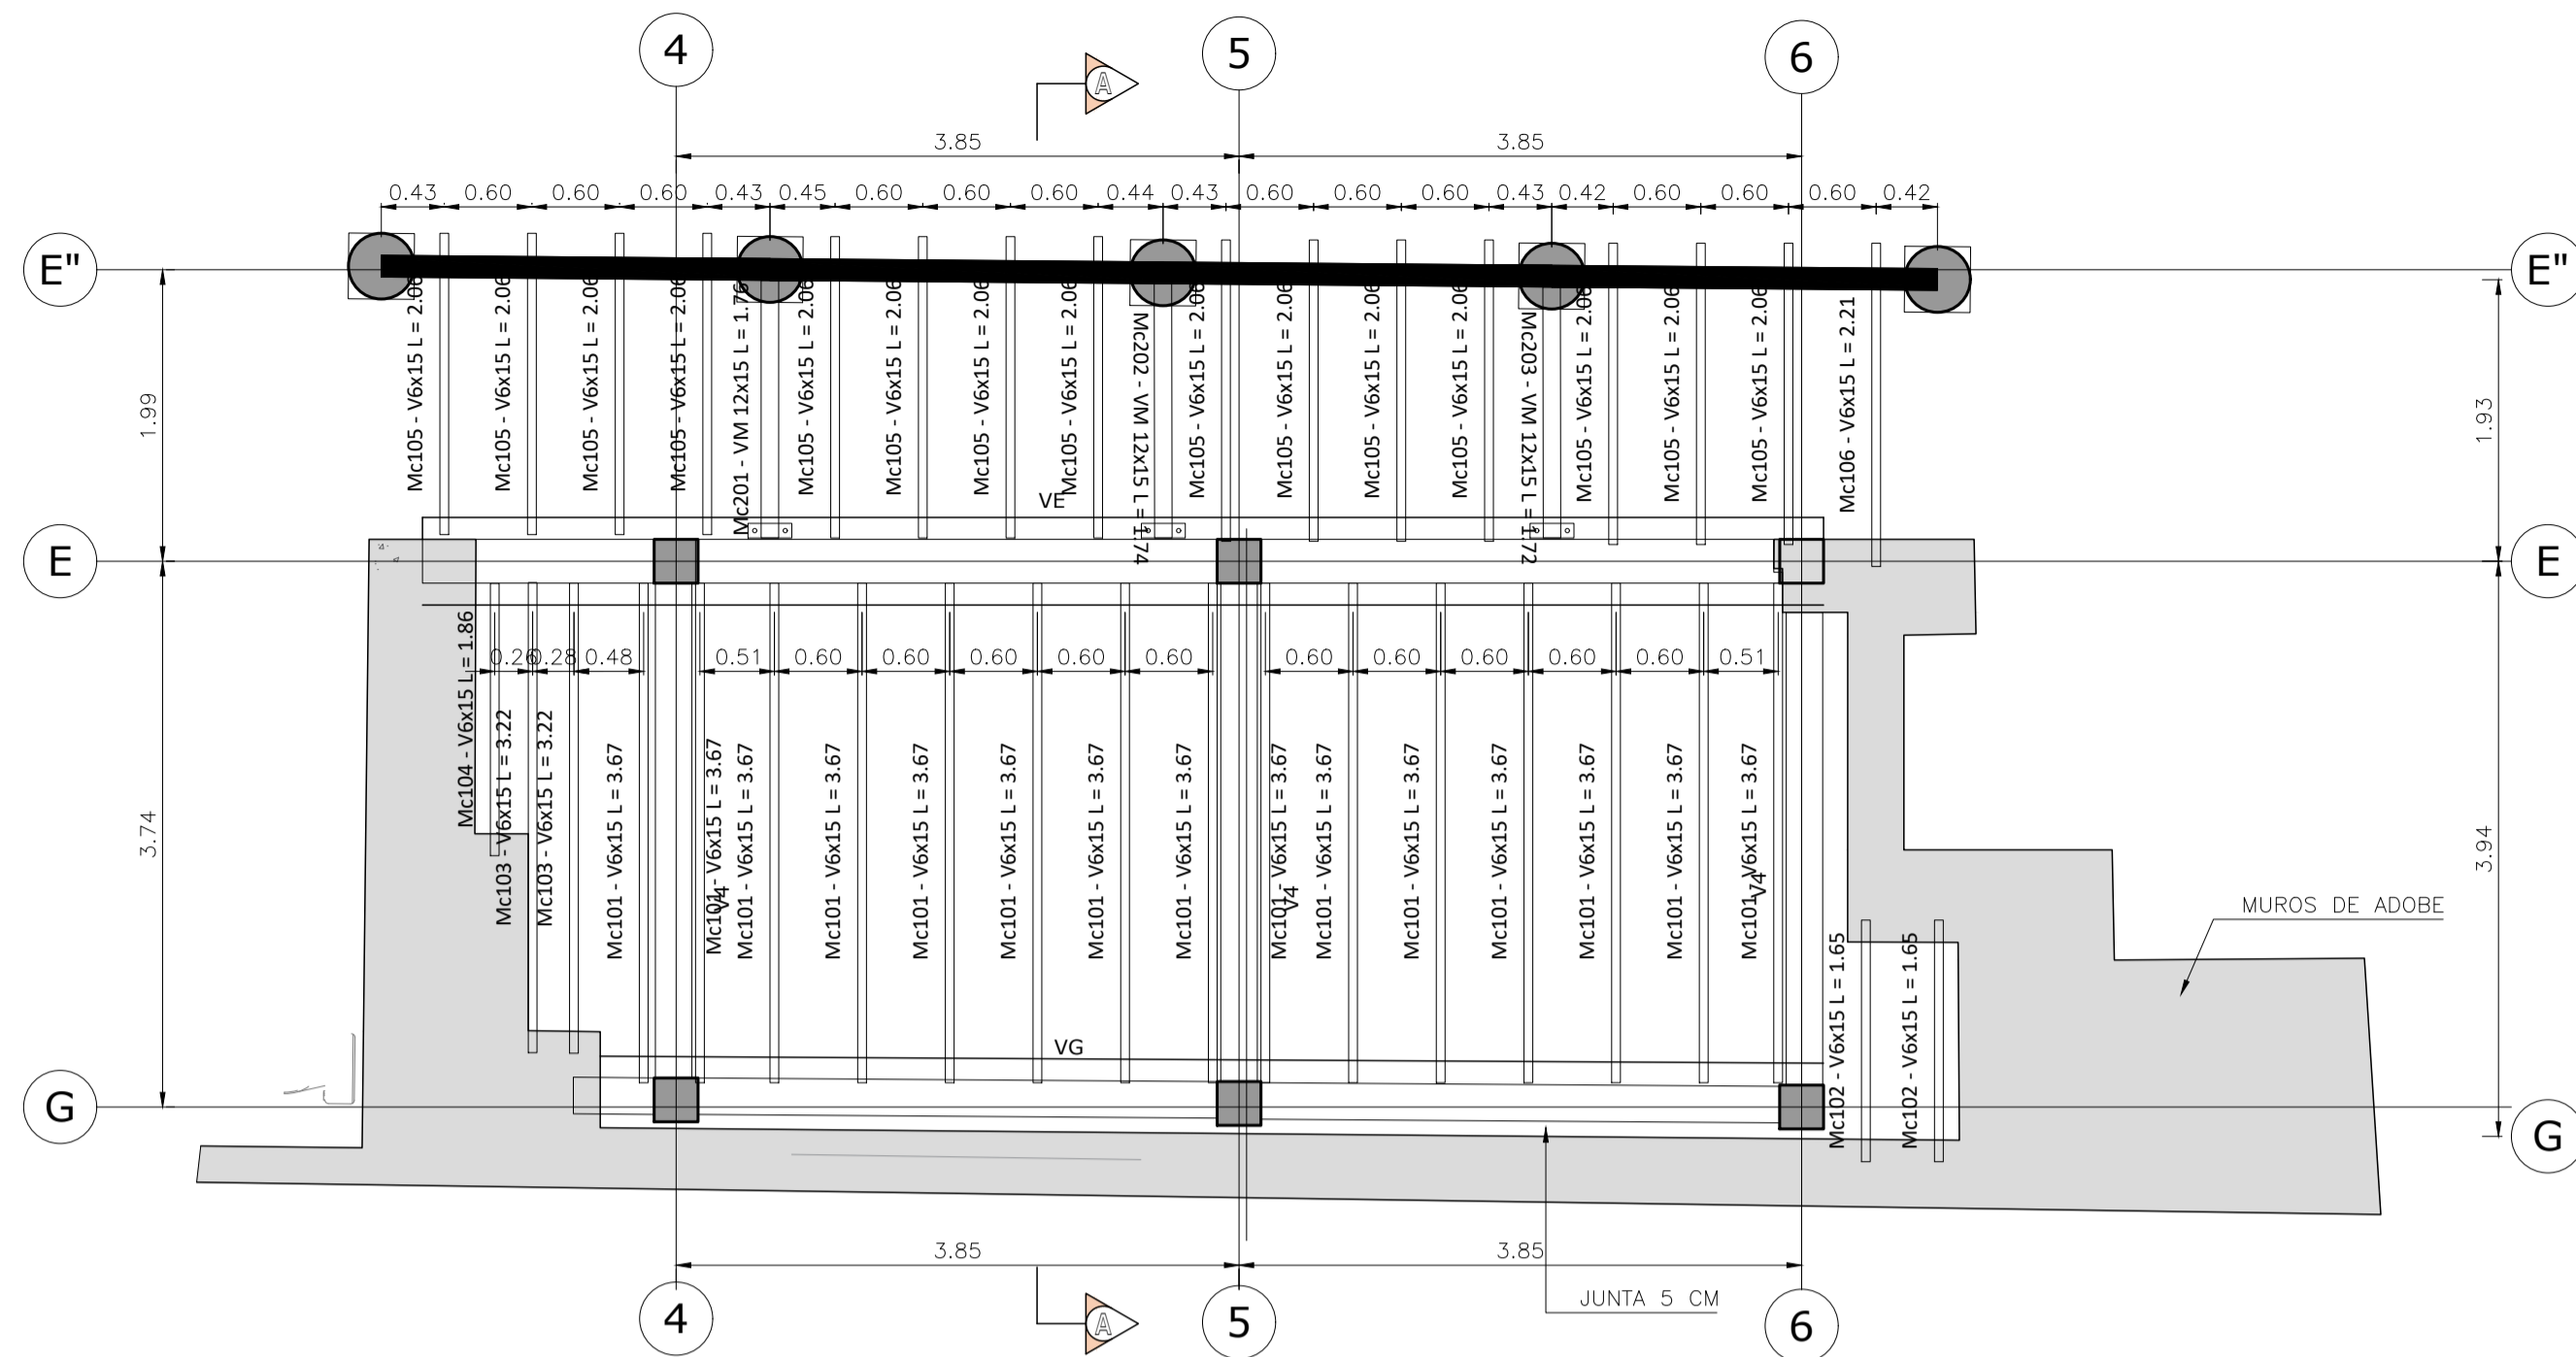 4
5
6
A
3.85
3.85
0.43
0.60
0.60
0.60
0.43
0.45
0.60
0.60
0.60
0.44
0.43
0.60
0.60
0.60
0.43
0.42
0.60
0.60
0.60
0.42
E"
E"
Mc105 - V6x15 L = 2.06
Mc105 - V6x15 L = 2.06
Mc105 - V6x15 L = 2.06
Mc105 - V6x15 L = 2.06
Mc201 - VM 12x15 L = 1.76
Mc105 - V6x15 L = 2.06
Mc105 - V6x15 L = 2.06
Mc105 - V6x15 L = 2.06
Mc105 - V6x15 L = 2.06
Mc202 - VM 12x15 L = 1.74
Mc105 - V6x15 L = 2.06
Mc105 - V6x15 L = 2.06
Mc105 - V6x15 L = 2.06
Mc105 - V6x15 L = 2.06
Mc203 - VM 12x15 L = 1.72
Mc105 - V6x15 L = 2.06
Mc105 - V6x15 L = 2.06
Mc105 - V6x15 L = 2.06
Mc106 - V6x15 L = 2.21
1.99
1.93
VE
E
E
0.26
0.28
0.48
0.51
0.60
0.60
0.60
0.60
0.60
0.60
0.60
0.60
0.60
0.60
0.51
Mc104 - V6x15 L = 1.86
Mc103 - V6x15 L = 3.22
Mc103 - V6x15 L = 3.22
Mc101 - V6x15 L = 3.67
Mc101 - V6x15 L = 3.67
V4
Mc101 - V6x15 L = 3.67
Mc101 - V6x15 L = 3.67
Mc101 - V6x15 L = 3.67
Mc101 - V6x15 L = 3.67
Mc101 - V6x15 L = 3.67
Mc101 - V6x15 L = 3.67
Mc101 - V6x15 L = 3.67
V4
Mc101 - V6x15 L = 3.67
Mc101 - V6x15 L = 3.67
Mc101 - V6x15 L = 3.67
Mc101 - V6x15 L = 3.67
Mc101 - V6x15 L = 3.67
Mc101 - V6x15 L = 3.67
V4
3.74
3.94
MUROS DE ADOBE
Mc102 - V6x15 L = 1.65
Mc102 - V6x15 L = 1.65
VG
G
G
3.85
3.85
JUNTA 5 CM
A
4
5
6